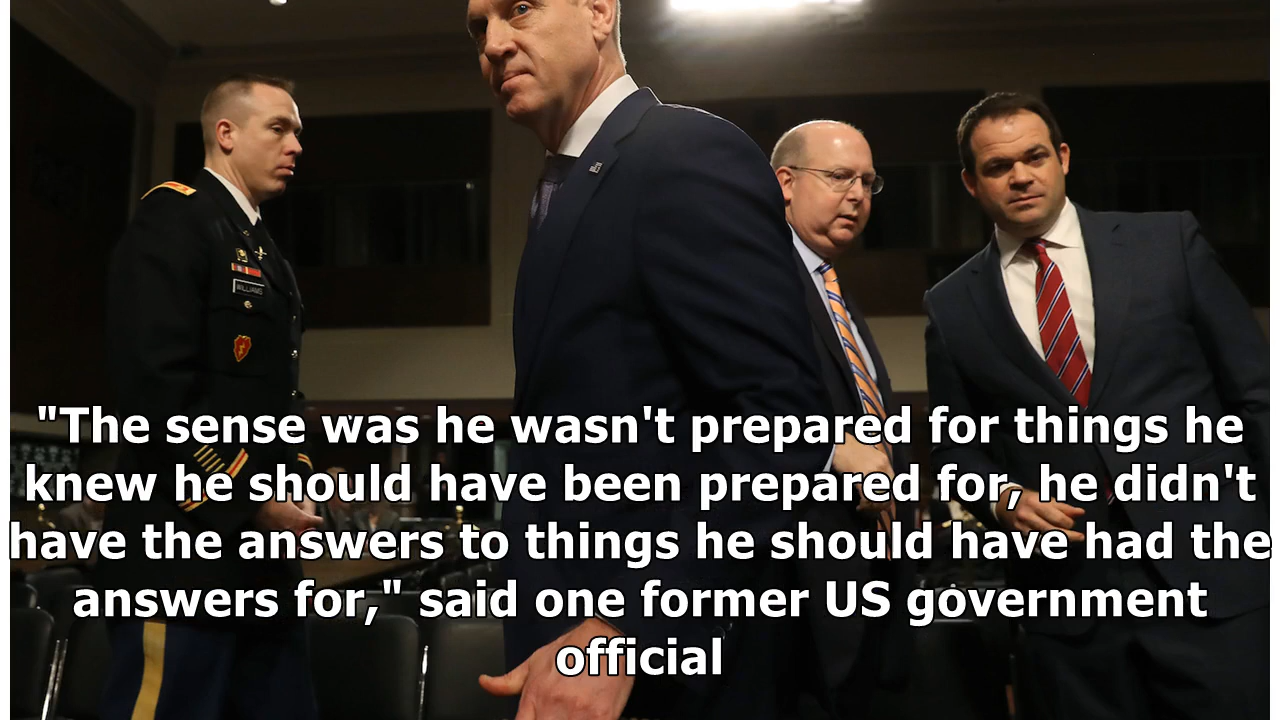 WILLIAMS
"The sense was he wasn't prepared for things he
knew he should have been prepared for, he didn't
have the answers to things he should have had the
answers for," said one former US government
official